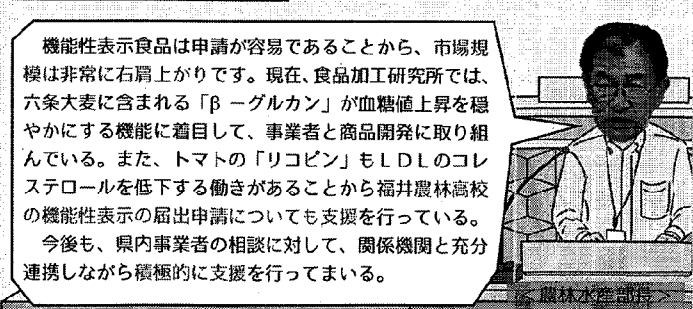 機能性表示食品は申請が容易であることから、市場規
模は非常に右肩上がりです。現在、食品加工研究所では、
六条大麦に含まれる「β－グルカン」が血糖値上昇を穏
やかにする機能に着目して、事業者と商品開発に取り組
んでいる。また、トマトの「リコピン」もＬＤＬのコレ
ステロールを低下する働きがあることから福井農林高校
の機能性表示の届出申請についても支援を行っている。
今後も、県内事業者の相談に対して、関係機関と充分
連携しながら積極的に支援を行ってまいる。
＜農林水産部長＞